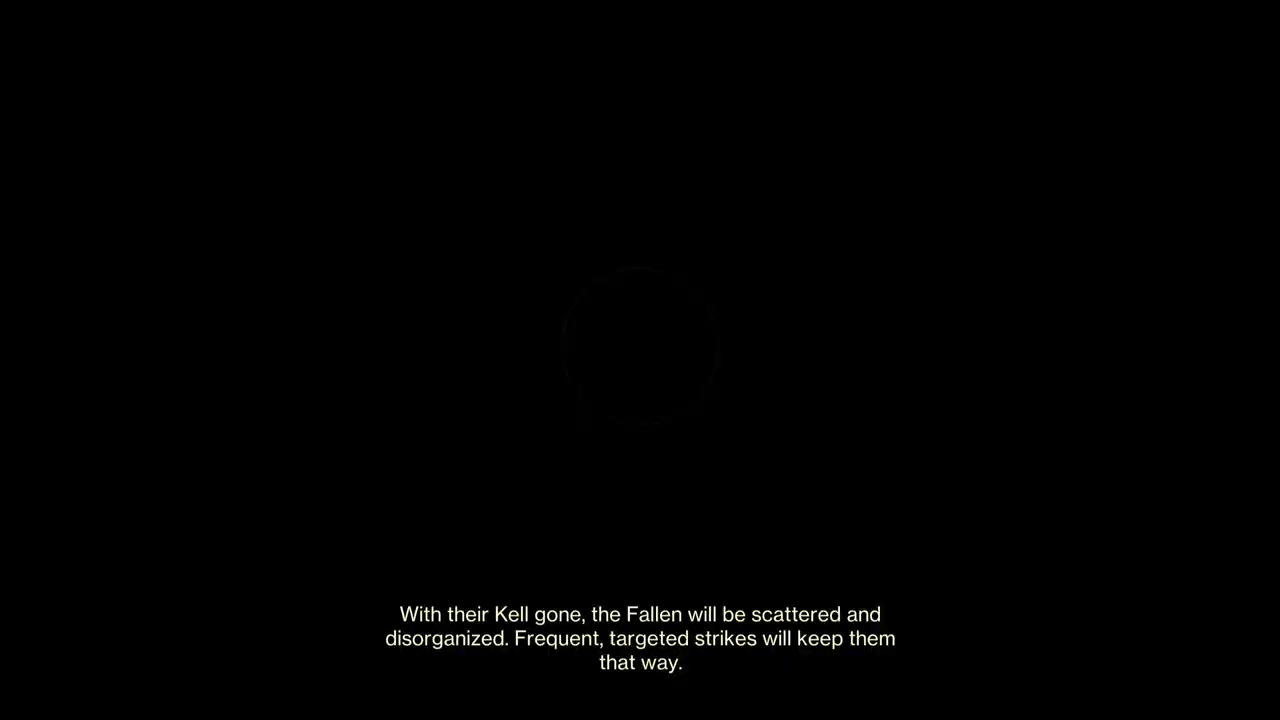 With their Kell gone, the Fallen will be scattered and
disorganized. Frequent, targeted strikes will keep them
that way.